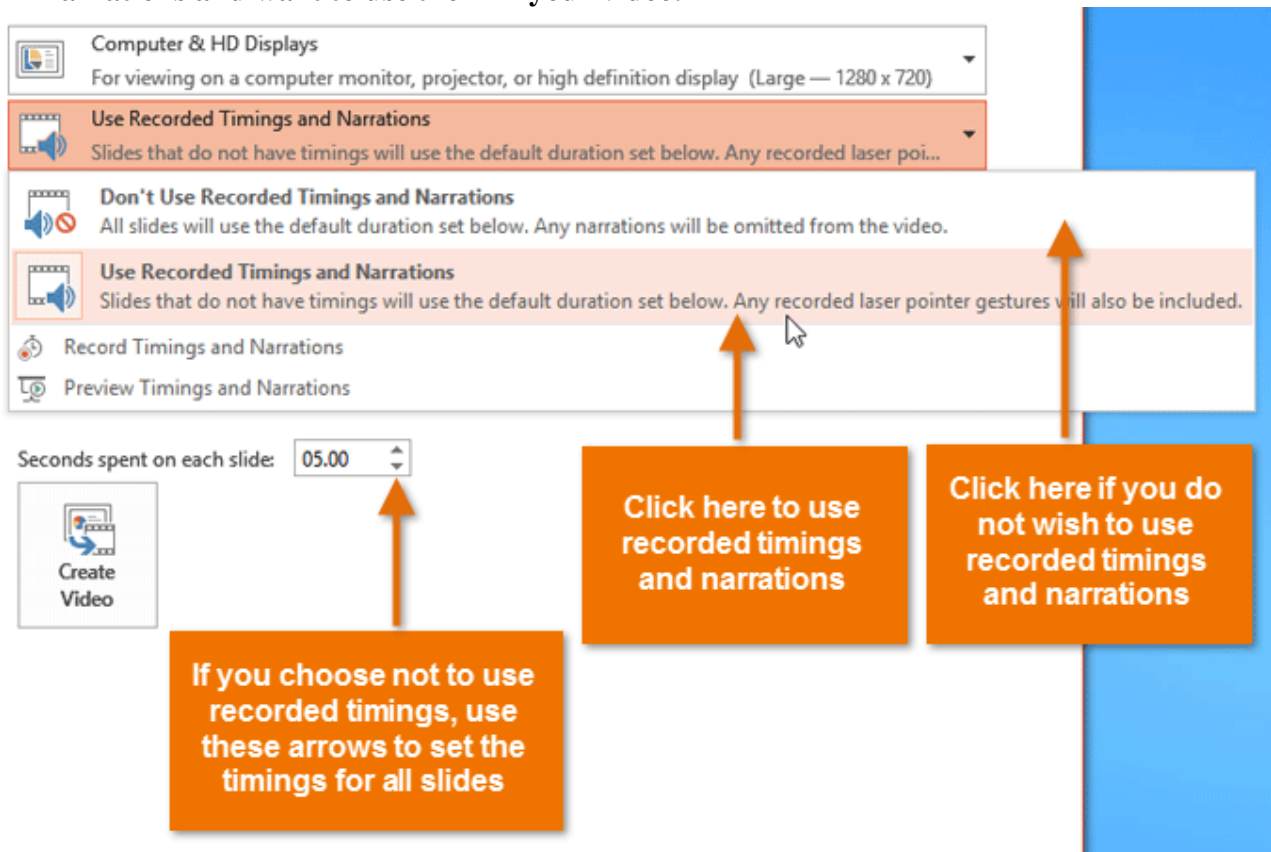 Computer & HD Displays
For viewing on a computer monitor, projector, or high definition display (Large — 1280 x 720)
Use Recorded Timings and Narrations
Slides that do not have timings will use the default duration set below. Any recorded laser poi...
Don't Use Recorded Timings and Narrations
All slides will use the default duration set below. Any narrations will be omitted from the video.
Use Recorded Timings and Narrations
Slides that do not have timings will use the default duration set below. Any recorded laser pointer gestures will also be included.
Record Timings and Narrations
Preview Timings and Narrations
Seconds spent on each slide: 05.00
Create
Video
Click here to use
recorded timings
and narrations
Click here if you do
not wish to use
recorded timings
and narrations
If you choose not to use
recorded timings, use
these arrows to set the
timings for all slides